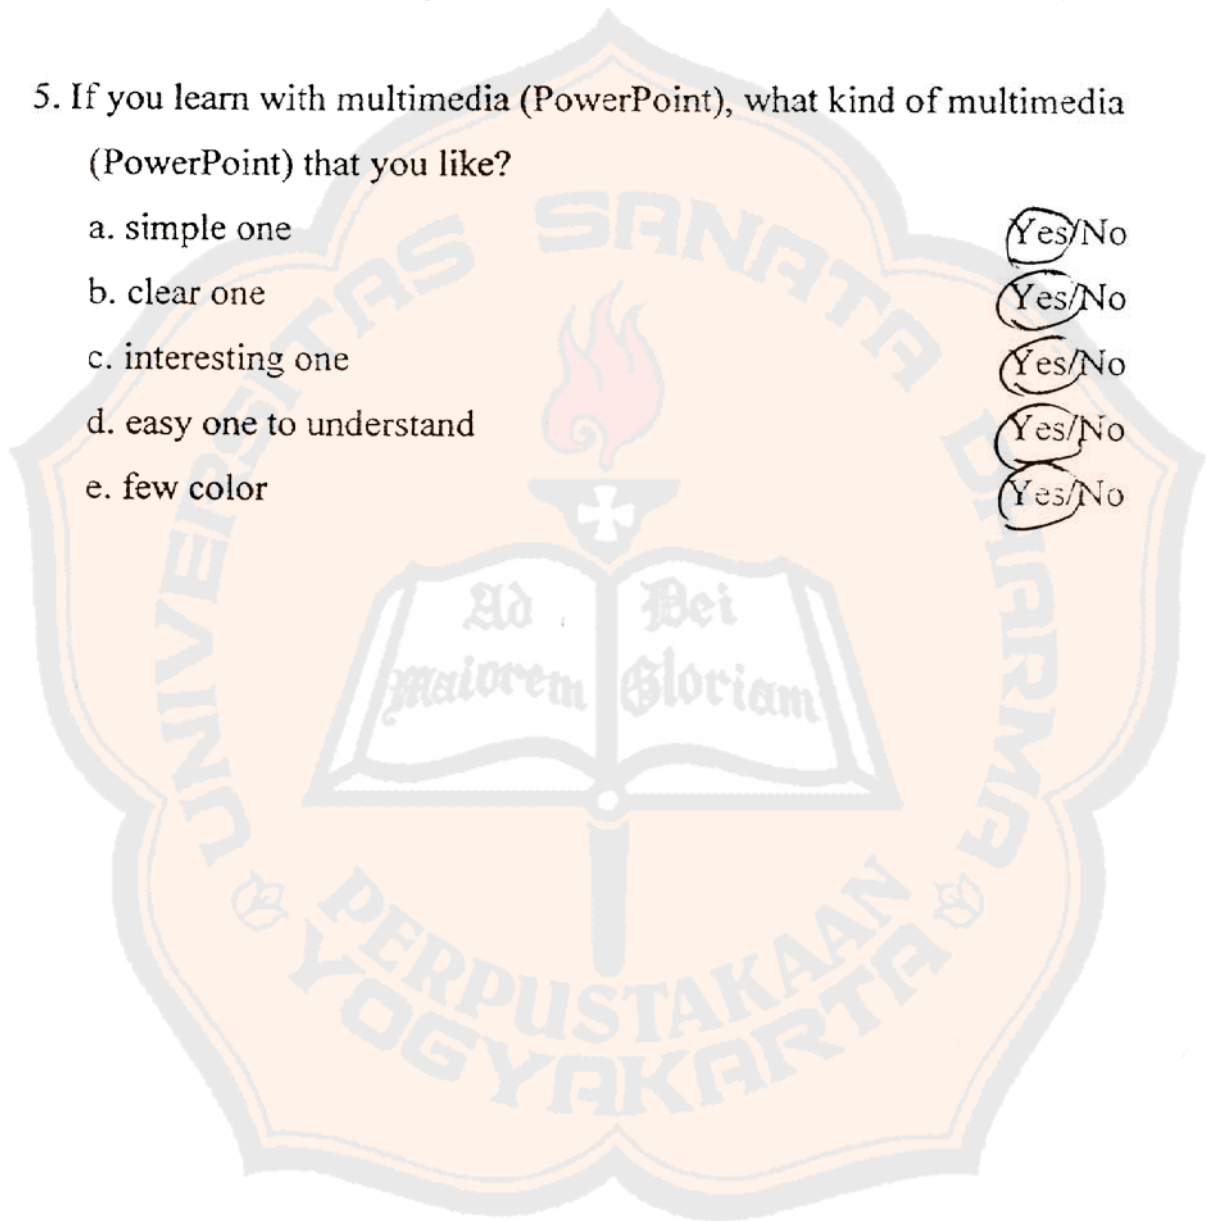 5. If you learn with multimedia (PowerPoint), what kind of multimedia
(PowerPoint) that you like?
a. simple one Yes/No
b. clear one Yes/No
c. interesting one Yes/No
d. easy one to understand Yes/No
e. few color Yes/No
UNIVERSITAS SANATA DHARMA
Ad Dei
Maiorem Gloriam
PERPUSTAKAAN
YOGYAKARTA